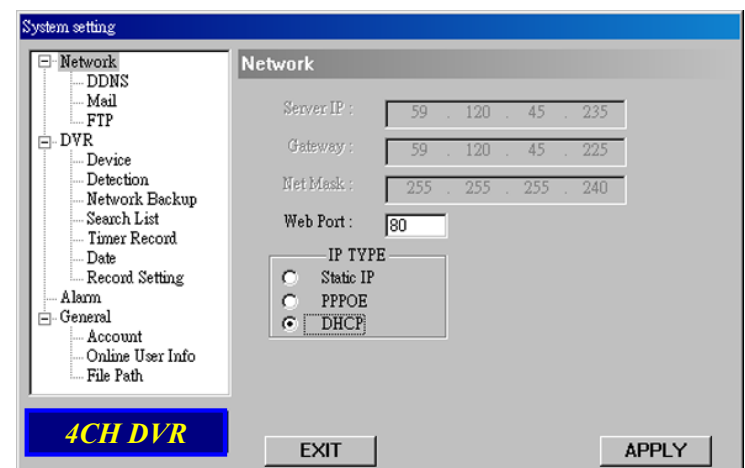 System setting
Network
DDNS
Mail
FTP
DVR
Device
Detection
Network Backup
Search List
Timer Record
Date
Record Setting
Alarm
General
Account
Online User Info
File Path
4CH DVR
Network
Server IP : 59 . 120 . 45 . 235
Gateway : 59 . 120 . 45 . 225
Net Mask : 255 . 255 . 255 . 240
Web Port : 80
IP TYPE
Static IP
PPPOE
DHCP
EXIT APPLY